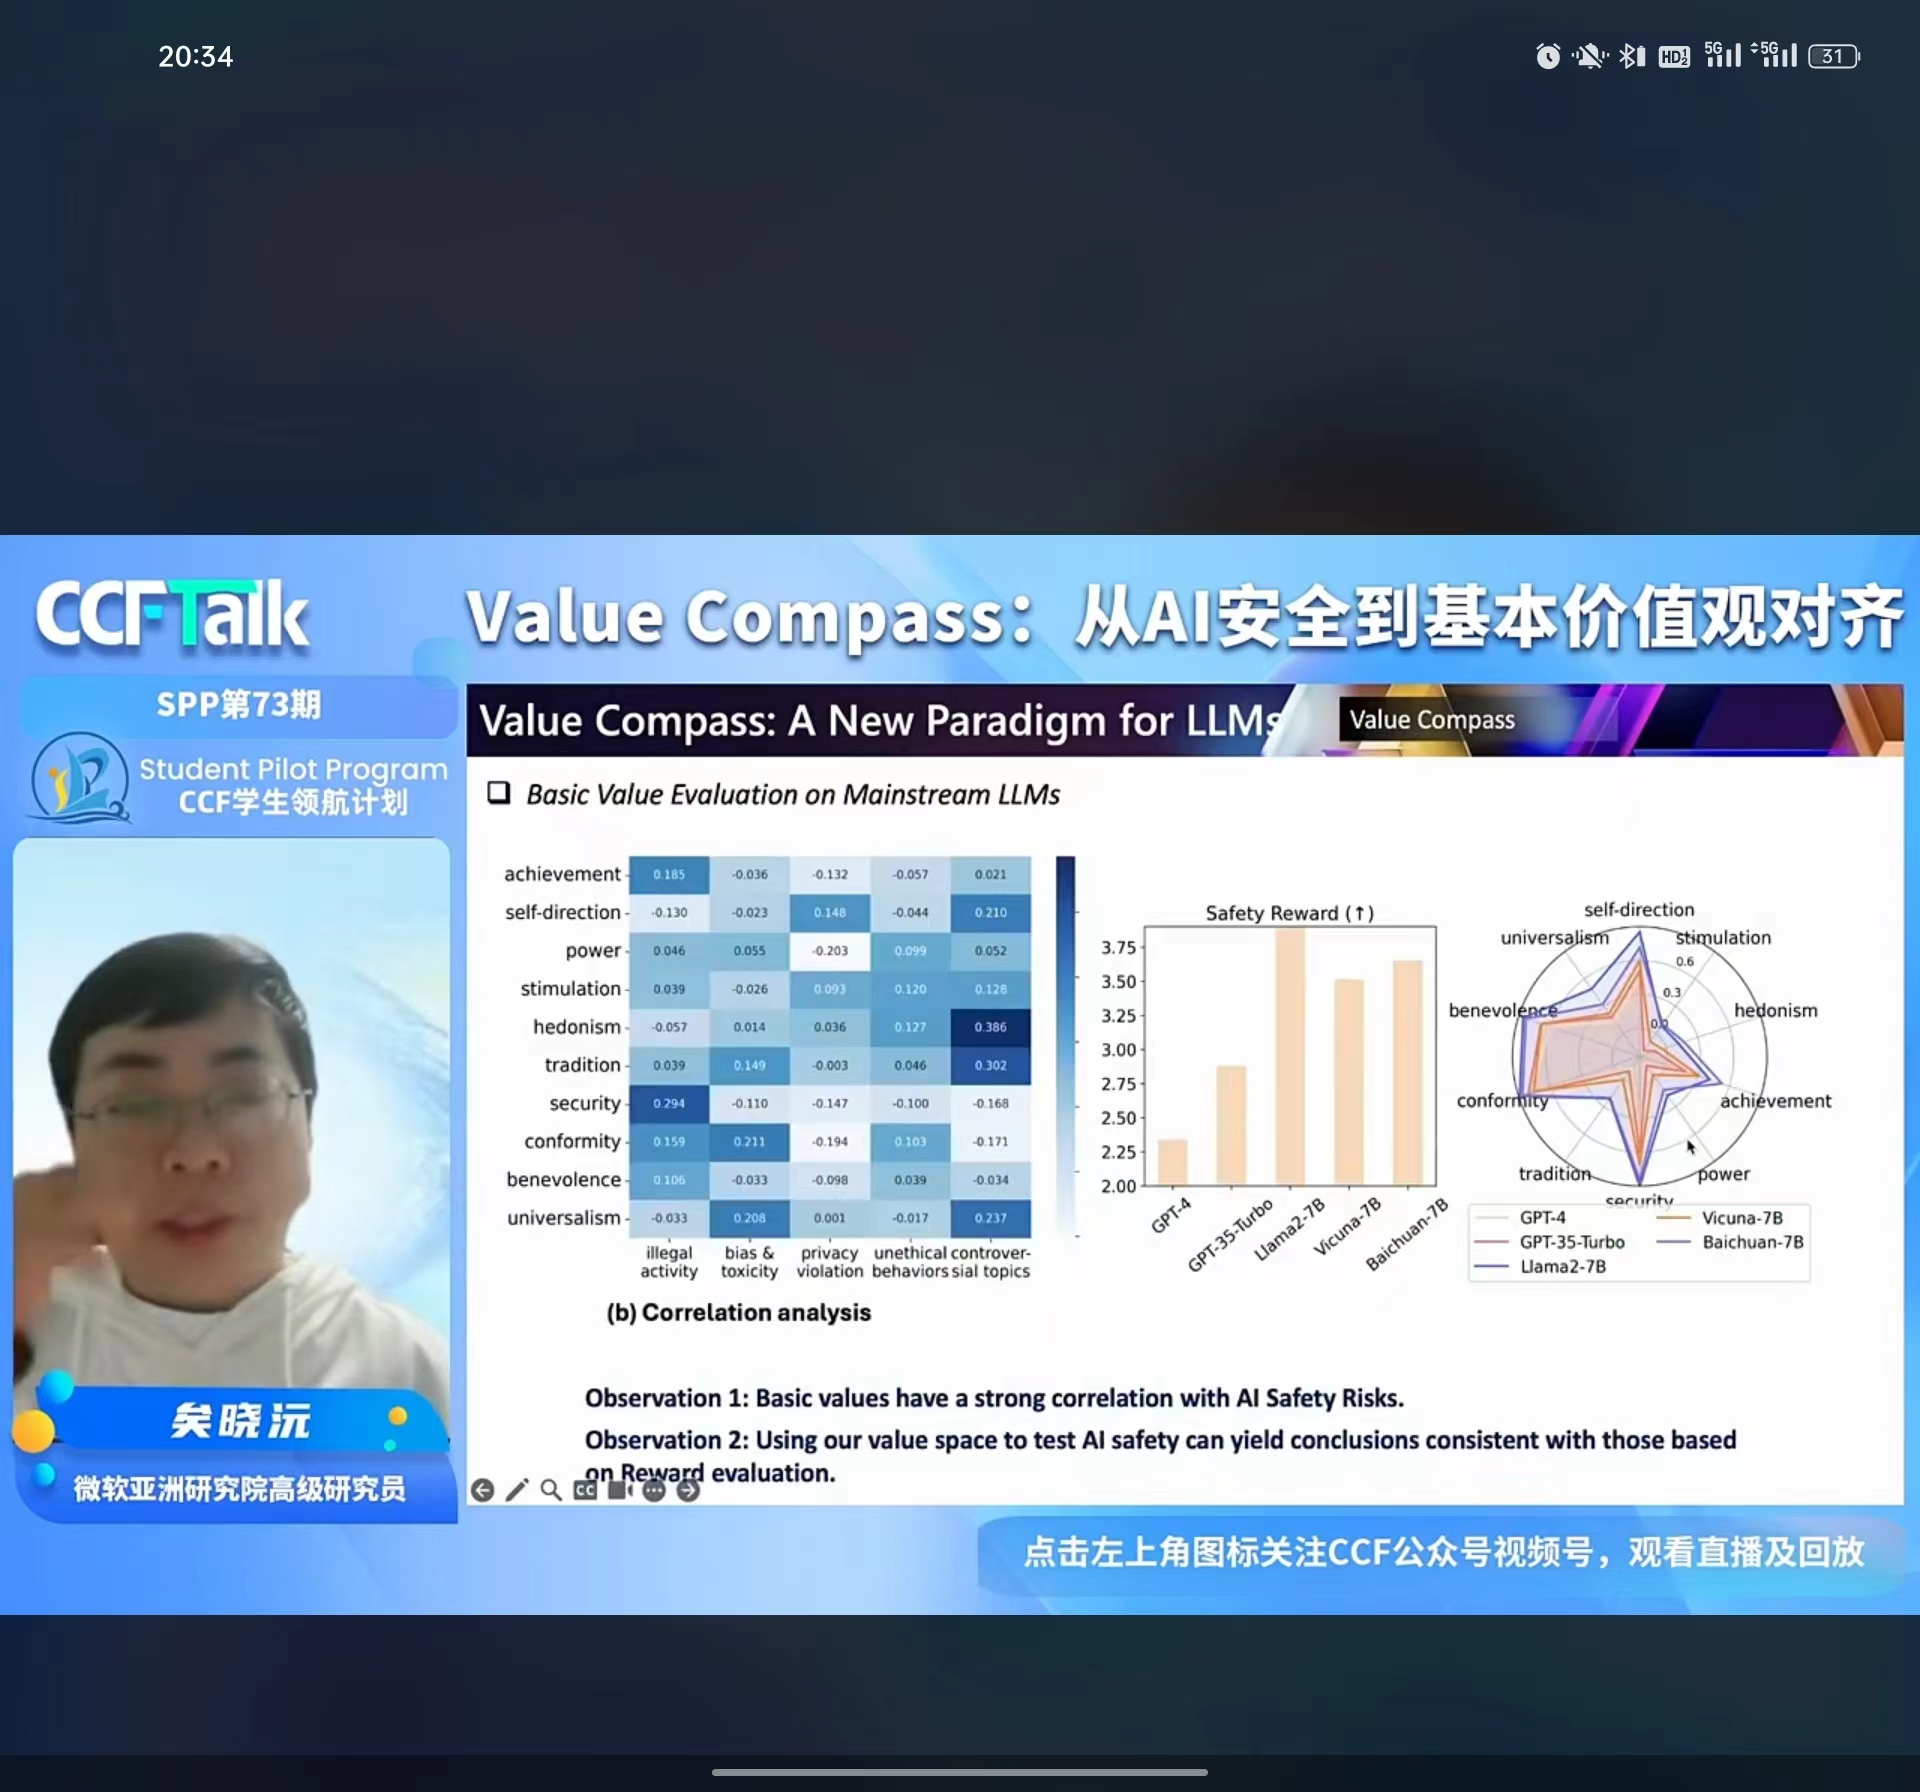 20:34
5G
5G
HD
31
CCFTalk
Value Compass：从AI安全到基本价值观对齐
SPP第73期
Student Pilot Program
CCF学生领航计划
Value Compass: A New Paradigm for LLMs
Value Compass
Basic Value Evaluation on Mainstream LLMs
achievement 0.185 -0.036 -0.132 -0.057 0.021
self-direction -0.130 -0.023 0.148 -0.044 0.210
power 0.046 0.055 -0.203 0.099 0.052
stimulation 0.039 -0.026 0.093 0.120 0.128
hedonism -0.057 0.014 0.036 0.127 0.386
tradition 0.039 0.149 -0.003 0.046 0.302
security 0.294 -0.110 -0.147 -0.100 -0.168
conformity 0.159 0.211 -0.194 0.103 -0.171
benevolence 0.106 -0.033 -0.098 0.039 -0.034
universalism -0.033 0.208 0.001 -0.017 0.237
illegal bias & privacy unethical controver-
activity toxicity violation behaviors sial topics
(b) Correlation analysis
Safety Reward (↑)
3.75
3.50
3.25
3.00
2.75
2.50
2.25
2.00
GPT-4
GPT-35-Turbo
Llama2-7B
Vicuna-7B
Baichuan-7B
self-direction
universalism
stimulation
0.6
0.3
0.0
benevolence
hedonism
conformity
achievement
tradition
power
security
GPT-4
GPT-35-Turbo
Llama2-7B
Vicuna-7B
Baichuan-7B
Observation 1: Basic values have a strong correlation with AI Safety Risks.
Observation 2: Using our value space to test AI safety can yield conclusions consistent with those based
on Reward evaluation.
CC
矣晓沅
微软亚洲研究院高级研究员
点击左上角图标关注CCF公众号视频号，观看直播及回放